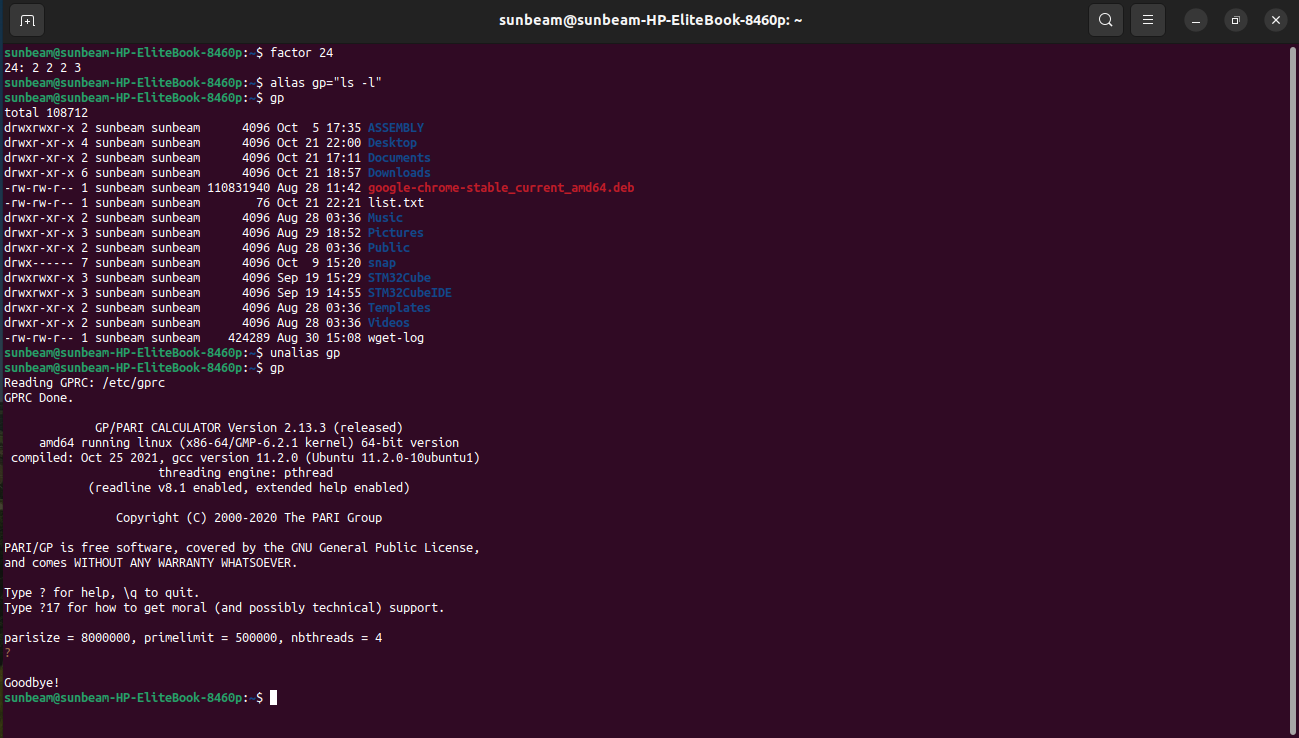 sunbeam@sunbeam-HP-EliteBook-8460p: ~
sunbeam@sunbeam-HP-EliteBook-8460p:~$ factor 24
24: 2 2 2 3
sunbeam@sunbeam-HP-EliteBook-8460p:~$ alias gp="ls -l"
sunbeam@sunbeam-HP-EliteBook-8460p:~$ gp
total 108712
drwxrwxr-x 2 sunbeam sunbeam      4096 Oct  5 17:35 ASSEMBLY
drwxr-xr-x 4 sunbeam sunbeam      4096 Oct 21 22:00 Desktop
drwxr-xr-x 2 sunbeam sunbeam      4096 Oct 21 17:11 Documents
drwxr-xr-x 6 sunbeam sunbeam      4096 Oct 21 18:57 Downloads
-rw-rw-r-- 1 sunbeam sunbeam 110831940 Aug 28 11:42 google-chrome-stable_current_amd64.deb
-rw-rw-r-- 1 sunbeam sunbeam        76 Oct 21 22:21 list.txt
drwxr-xr-x 2 sunbeam sunbeam      4096 Aug 28 03:36 Music
drwxr-xr-x 3 sunbeam sunbeam      4096 Aug 29 18:52 Pictures
drwxr-xr-x 2 sunbeam sunbeam      4096 Aug 28 03:36 Public
drwx------ 7 sunbeam sunbeam      4096 Oct  9 15:20 snap
drwxrwxr-x 3 sunbeam sunbeam      4096 Sep 19 15:29 STM32Cube
drwxrwxr-x 3 sunbeam sunbeam      4096 Sep 19 14:55 STM32CubeIDE
drwxr-xr-x 2 sunbeam sunbeam      4096 Aug 28 03:36 Templates
drwxr-xr-x 2 sunbeam sunbeam      4096 Aug 28 03:36 Videos
-rw-rw-r-- 1 sunbeam sunbeam    424289 Aug 30 15:08 wget-log
sunbeam@sunbeam-HP-EliteBook-8460p:~$ unalias gp
sunbeam@sunbeam-HP-EliteBook-8460p:~$ gp
Reading GPRC: /etc/gprc
GPRC Done.
GP/PARI CALCULATOR Version 2.13.3 (released)
amd64 running linux (x86-64/GMP-6.2.1 kernel) 64-bit version
compiled: Oct 25 2021, gcc version 11.2.0 (Ubuntu 11.2.0-10ubuntu1)
threading engine: pthread
(readline v8.1 enabled, extended help enabled)
Copyright (C) 2000-2020 The PARI Group
PARI/GP is free software, covered by the GNU General Public License,
and comes WITHOUT ANY WARRANTY WHATSOEVER.
Type ? for help, \q to quit.
Type ?17 for how to get moral (and possibly technical) support.
parisize = 8000000, primelimit = 500000, nbthreads = 4
?
Goodbye!
sunbeam@sunbeam-HP-EliteBook-8460p:~$